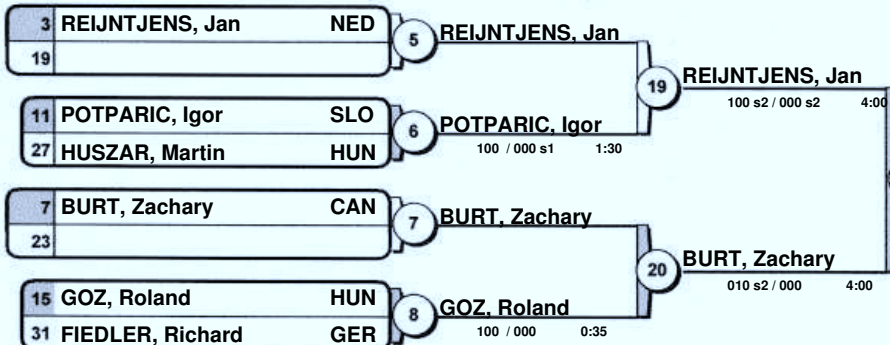 3 REIJNTJENS, Jan NED
19
5
REIJNTJENS, Jan
11 POTPARIC, Igor SLO
27 HUSZAR, Martin HUN
6
POTPARIC, Igor
100 / 000 s1 1:30
19
REIJNTJENS, Jan
100 s2 / 000 s2 4:00
7 BURT, Zachary CAN
23
7
BURT, Zachary
15 GOZ, Roland HUN
31 FIEDLER, Richard GER
8
GOZ, Roland
100 / 000 0:35
20
BURT, Zachary
010 s2 / 000 4:00